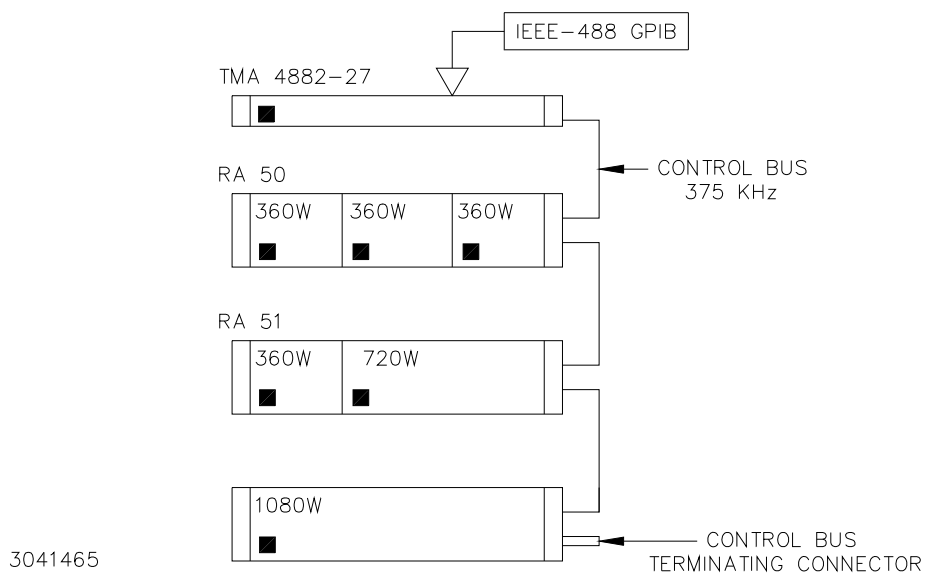 IEEE-488 GPIB
TMA 4882-27
CONTROL BUS
375 KHz
RA 50
360W 360W 360W
RA 51
360W 720W
1080W
CONTROL BUS
TERMINATING CONNECTOR
3041465